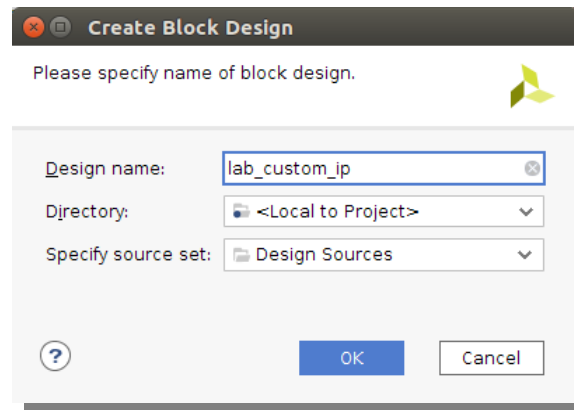 Create Block Design
Please specify name of block design.
Design name: lab_custom_ip
Directory: <Local to Project>
Specify source set: Design Sources
? OK Cancel